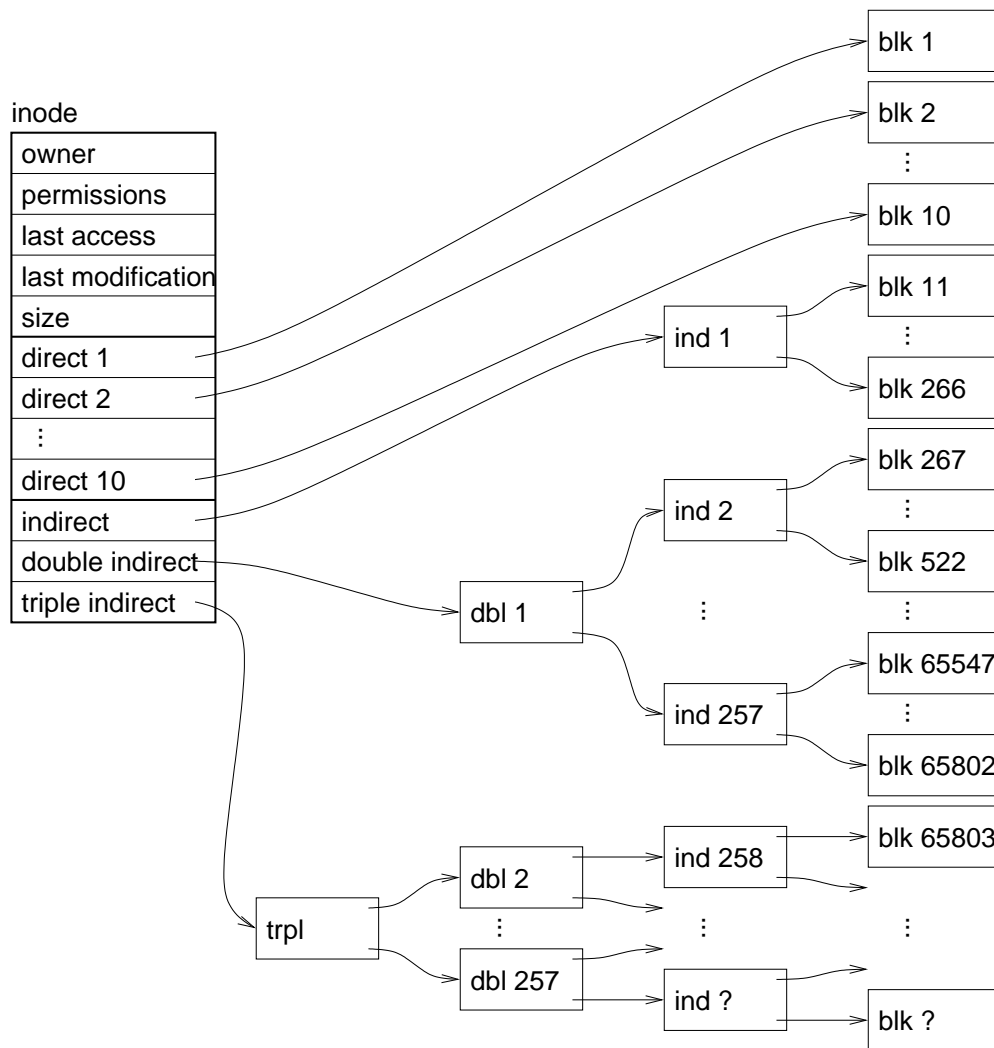 inode
owner
permissions
last access
last modification
size
direct 1
direct 2
⋮
direct 10
indirect
double indirect
triple indirect
trpl
dbl 1
dbl 2
⋮
dbl 257
ind 1
ind 2
⋮
ind 257
ind 258
⋮
ind ?
blk 1
blk 2
⋮
blk 10
blk 11
⋮
blk 266
blk 267
⋮
blk 522
⋮
blk 65547
⋮
blk 65802
blk 65803
⋮
blk ?